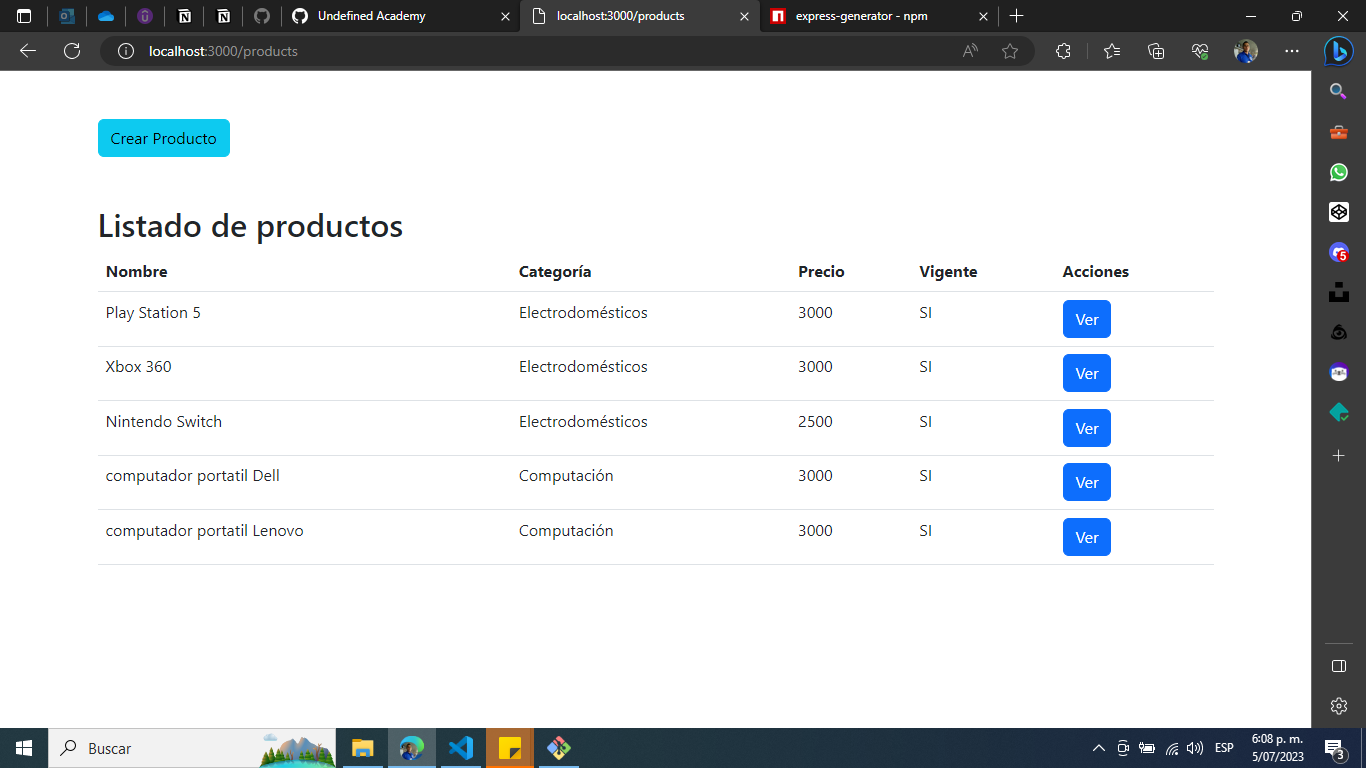 Undefined Academy
localhost:3000/products
express-generator - npm
localhost:3000/products
Crear Producto
Listado de productos
Nombre Categoría Precio Vigente Acciones
Play Station 5 Electrodomésticos 3000 SI Ver
Xbox 360 Electrodomésticos 3000 SI Ver
Nintendo Switch Electrodomésticos 2500 SI Ver
computador portatil Dell Computación 3000 SI Ver
computador portatil Lenovo Computación 3000 SI Ver
5
Buscar
ESP
6:08 p. m.
5/07/2023
3